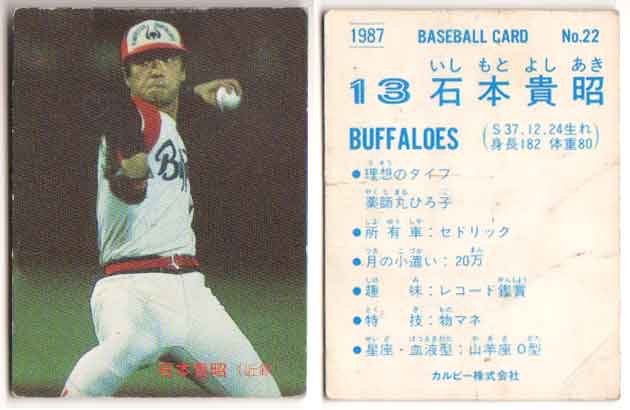 石本貴昭 (近鉄)
1987 BASEBALL CARD No.22
いし もと よし あき
13 石本貴昭
BUFFALOES
S37.12.24生れ
身長182 体重80
●理想のタイプ
薬師丸ひろ子
●所有車:セドリック
●月の小遣い:20万
●趣味:レコード鑑賞
●特技:物マネ
●星座・血液型:山羊座 O型
カルビー株式会社